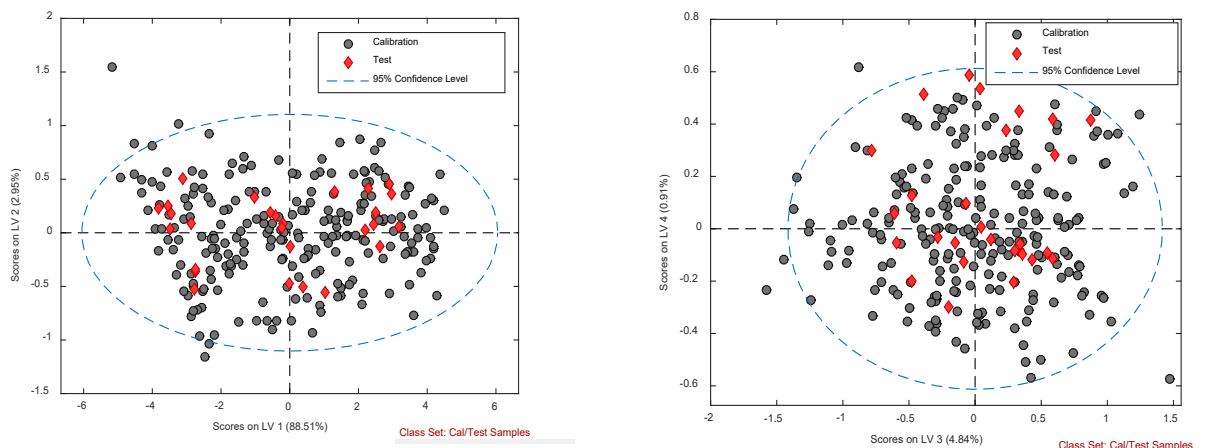 2
1.5
1
0.5
0
-0.5
-1
-1.5
Scores on LV 2 (2.95%)
Calibration
Test
95% Confidence Level
-6
-4
-2
0
2
4
6
Scores on LV 1 (88.51%)
Class Set: Cal/Test Samples
0.8
0.6
0.4
0.2
0
-0.2
-0.4
-0.6
Scores on LV 4 (0.91%)
Calibration
Test
95% Confidence Level
-2
-1.5
-1
-0.5
0
0.5
1
1.5
Scores on LV 3 (4.84%)
Class Set: Cal/Test Samples